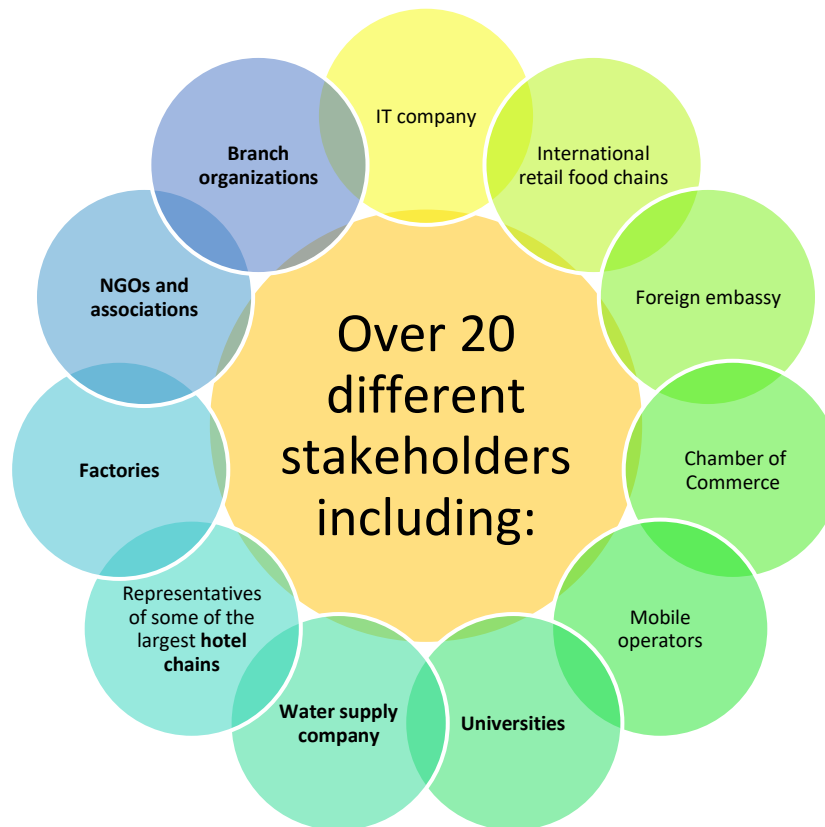 Over 20
different
stakeholders
including:
IT company
International
retail food chains
Foreign embassy
Chamber of
Commerce
Mobile
operators
Universities
Water supply
company
Representatives
of some of the
largest hotel
chains
Factories
NGOs and
associations
Branch
organizations